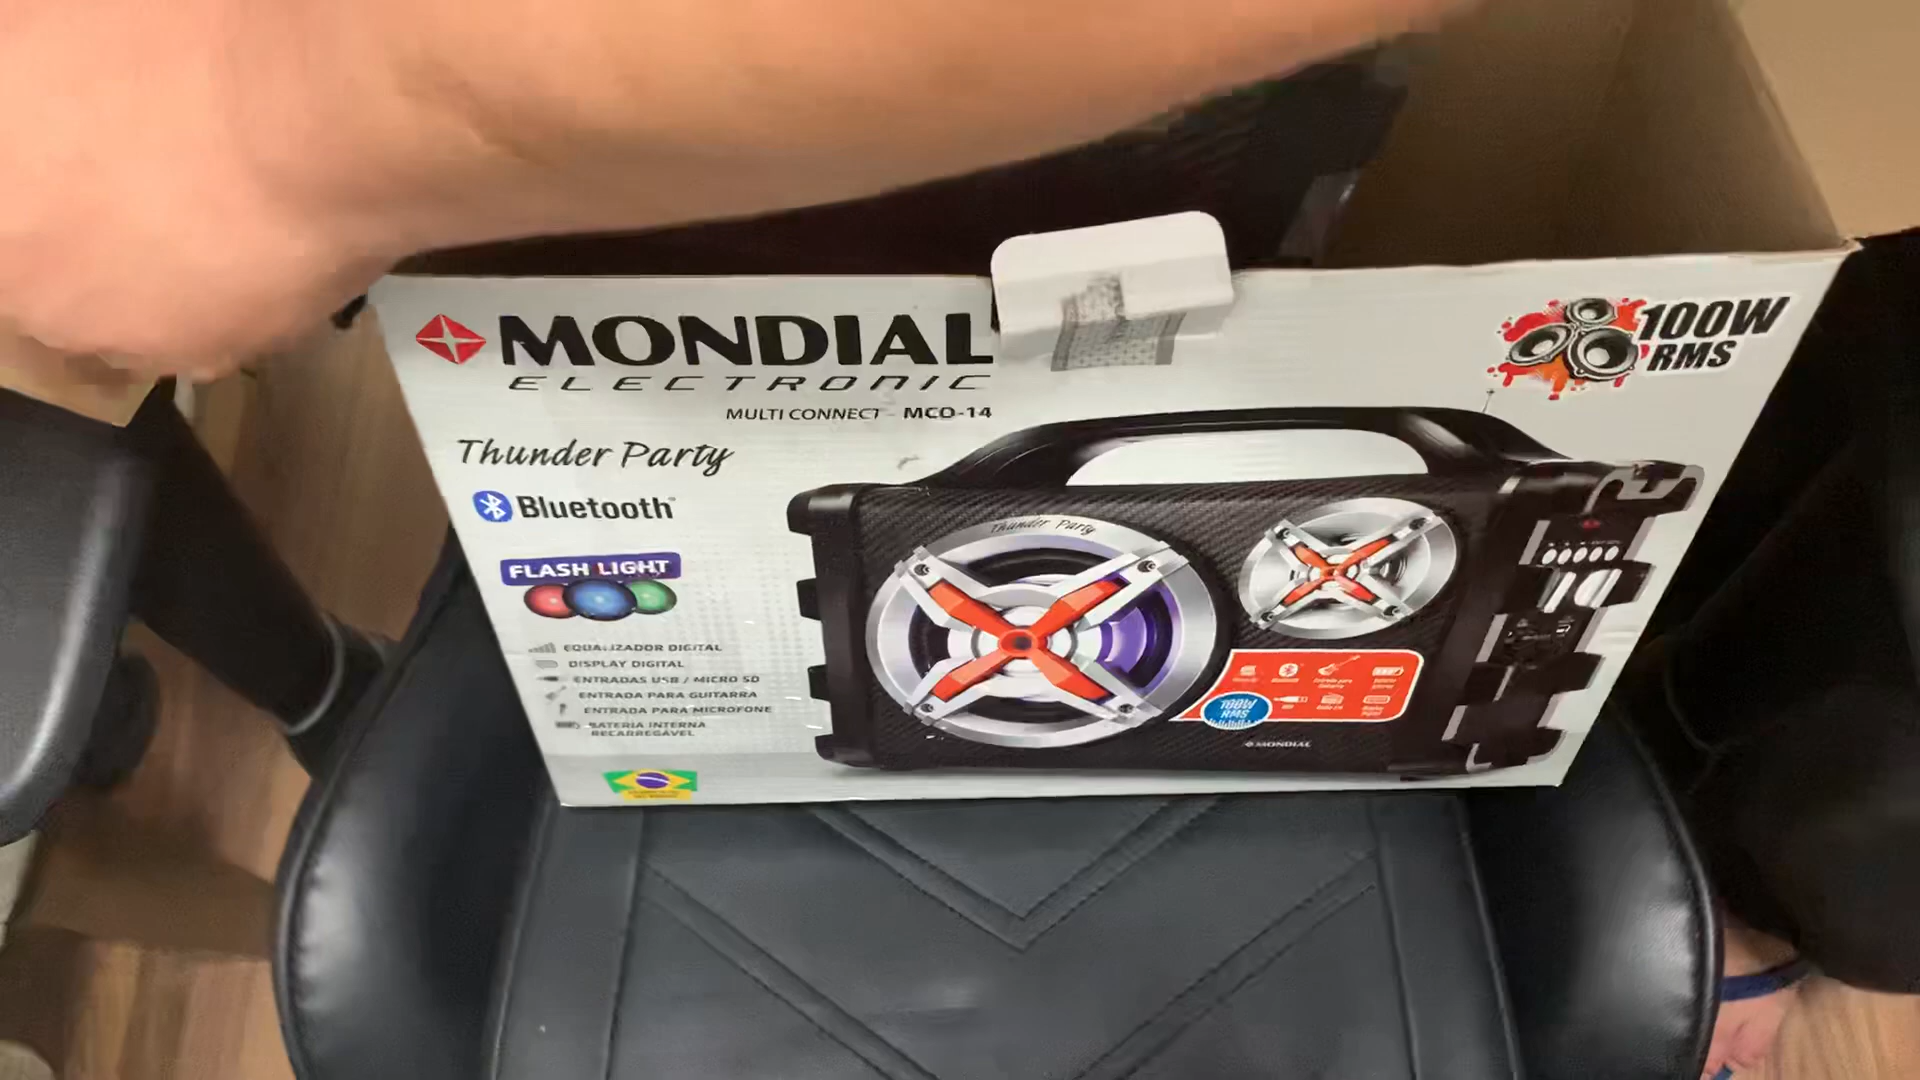 MONDIAL
ELECTRONIC
MULTI CONNECT - MCO-14
Thunder Party
Bluetooth
FLASH LIGHT
EQUALIZADOR DIGITAL
DISPLAY DIGITAL
ENTRADAS USB / MICRO SD
ENTRADA PARA GUITARRA
ENTRADA PARA MICROFONE
BATERIA INTERNA
RECARREGÁVEL
100W
RMS
Thunder Party
100W
RMS
MONDIAL